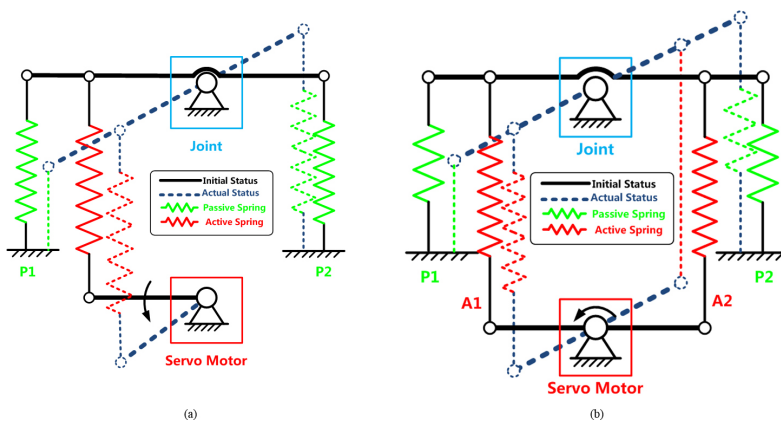 Joint
Initial Status
Actual Status
Passive Spring
Active Spring
P1
P2
Servo Motor
(a)
Joint
Initial Status
Actual Status
Passive Spring
Active Spring
P1
P2
A1
A2
Servo Motor
(b)